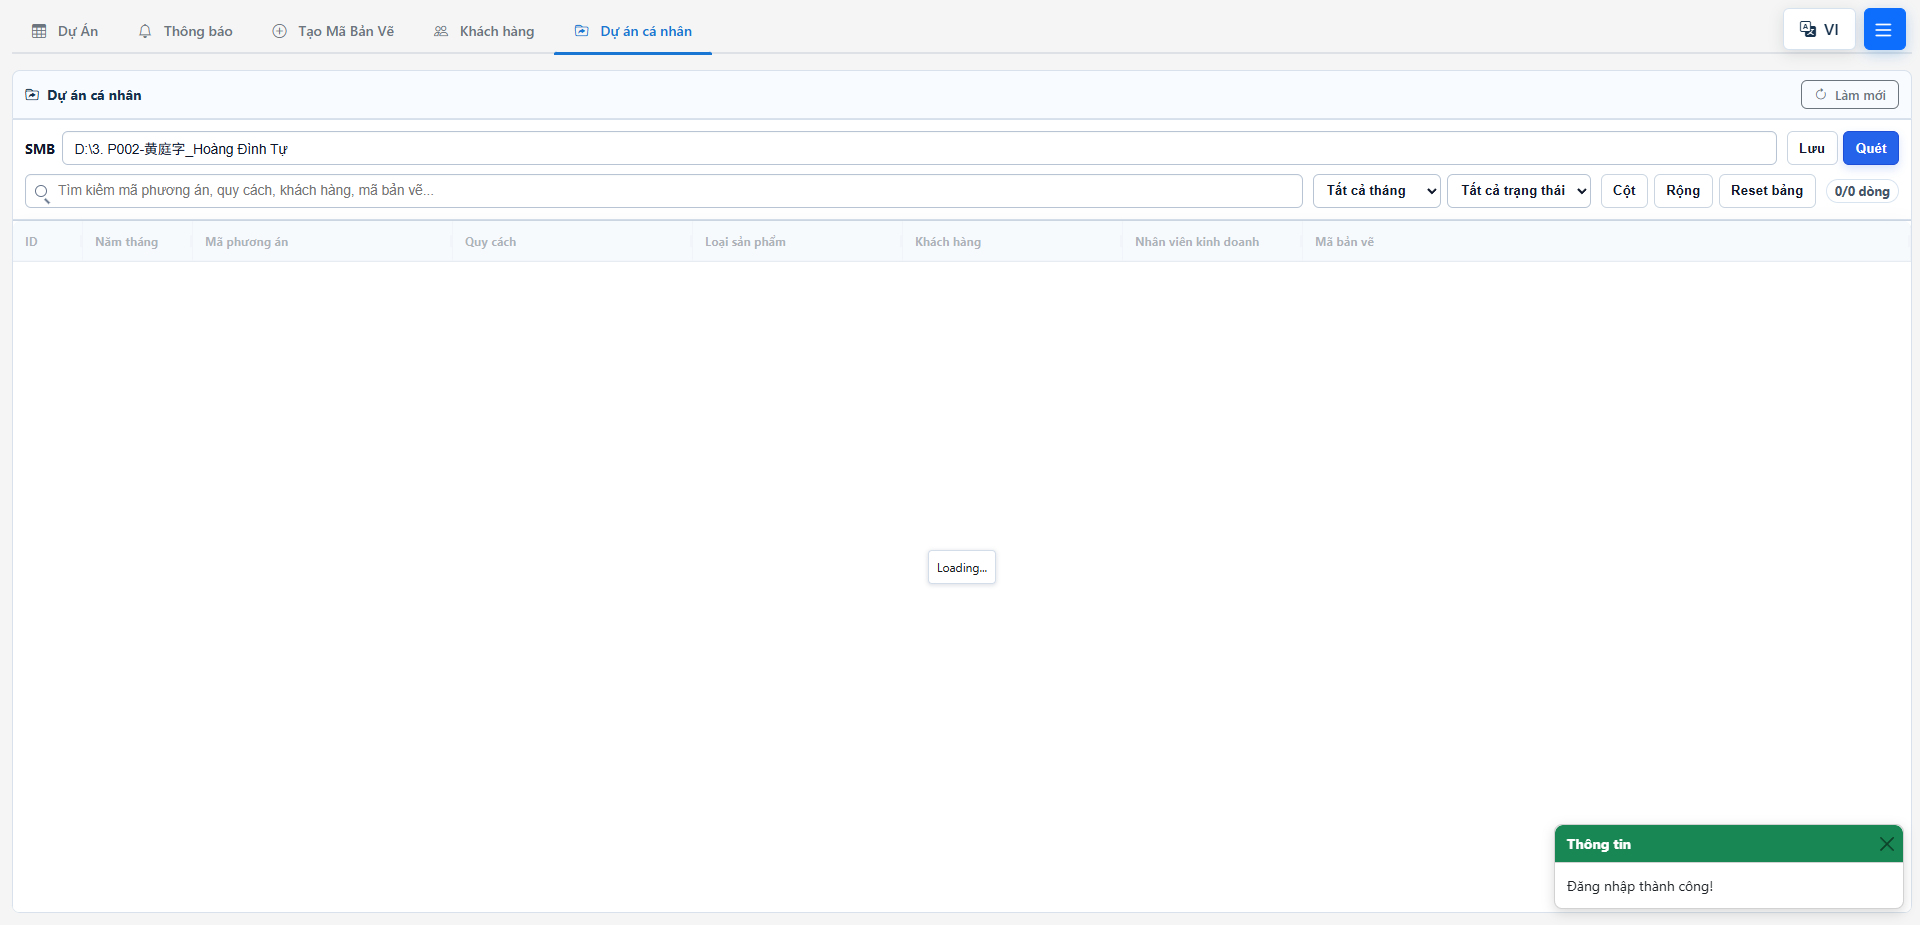 Dự Án
Thông báo
Tạo Mã Bản Vẽ
Khách hàng
Dự án cá nhân
VI
Dự án cá nhân
Làm mới
SMB
D:\3. P002-黄庭字_Hoàng Đình Tự
Lưu
Quét
Tìm kiếm mã phương án, quy cách, khách hàng, mã bản vẽ...
Tất cả tháng
Tất cả trạng thái
Cột
Rộng
Reset bảng
0/0 dòng
ID
Năm tháng
Mã phương án
Quy cách
Loại sản phẩm
Khách hàng
Nhân viên kinh doanh
Mã bản vẽ
Loading...
Thông tin
Đăng nhập thành công!